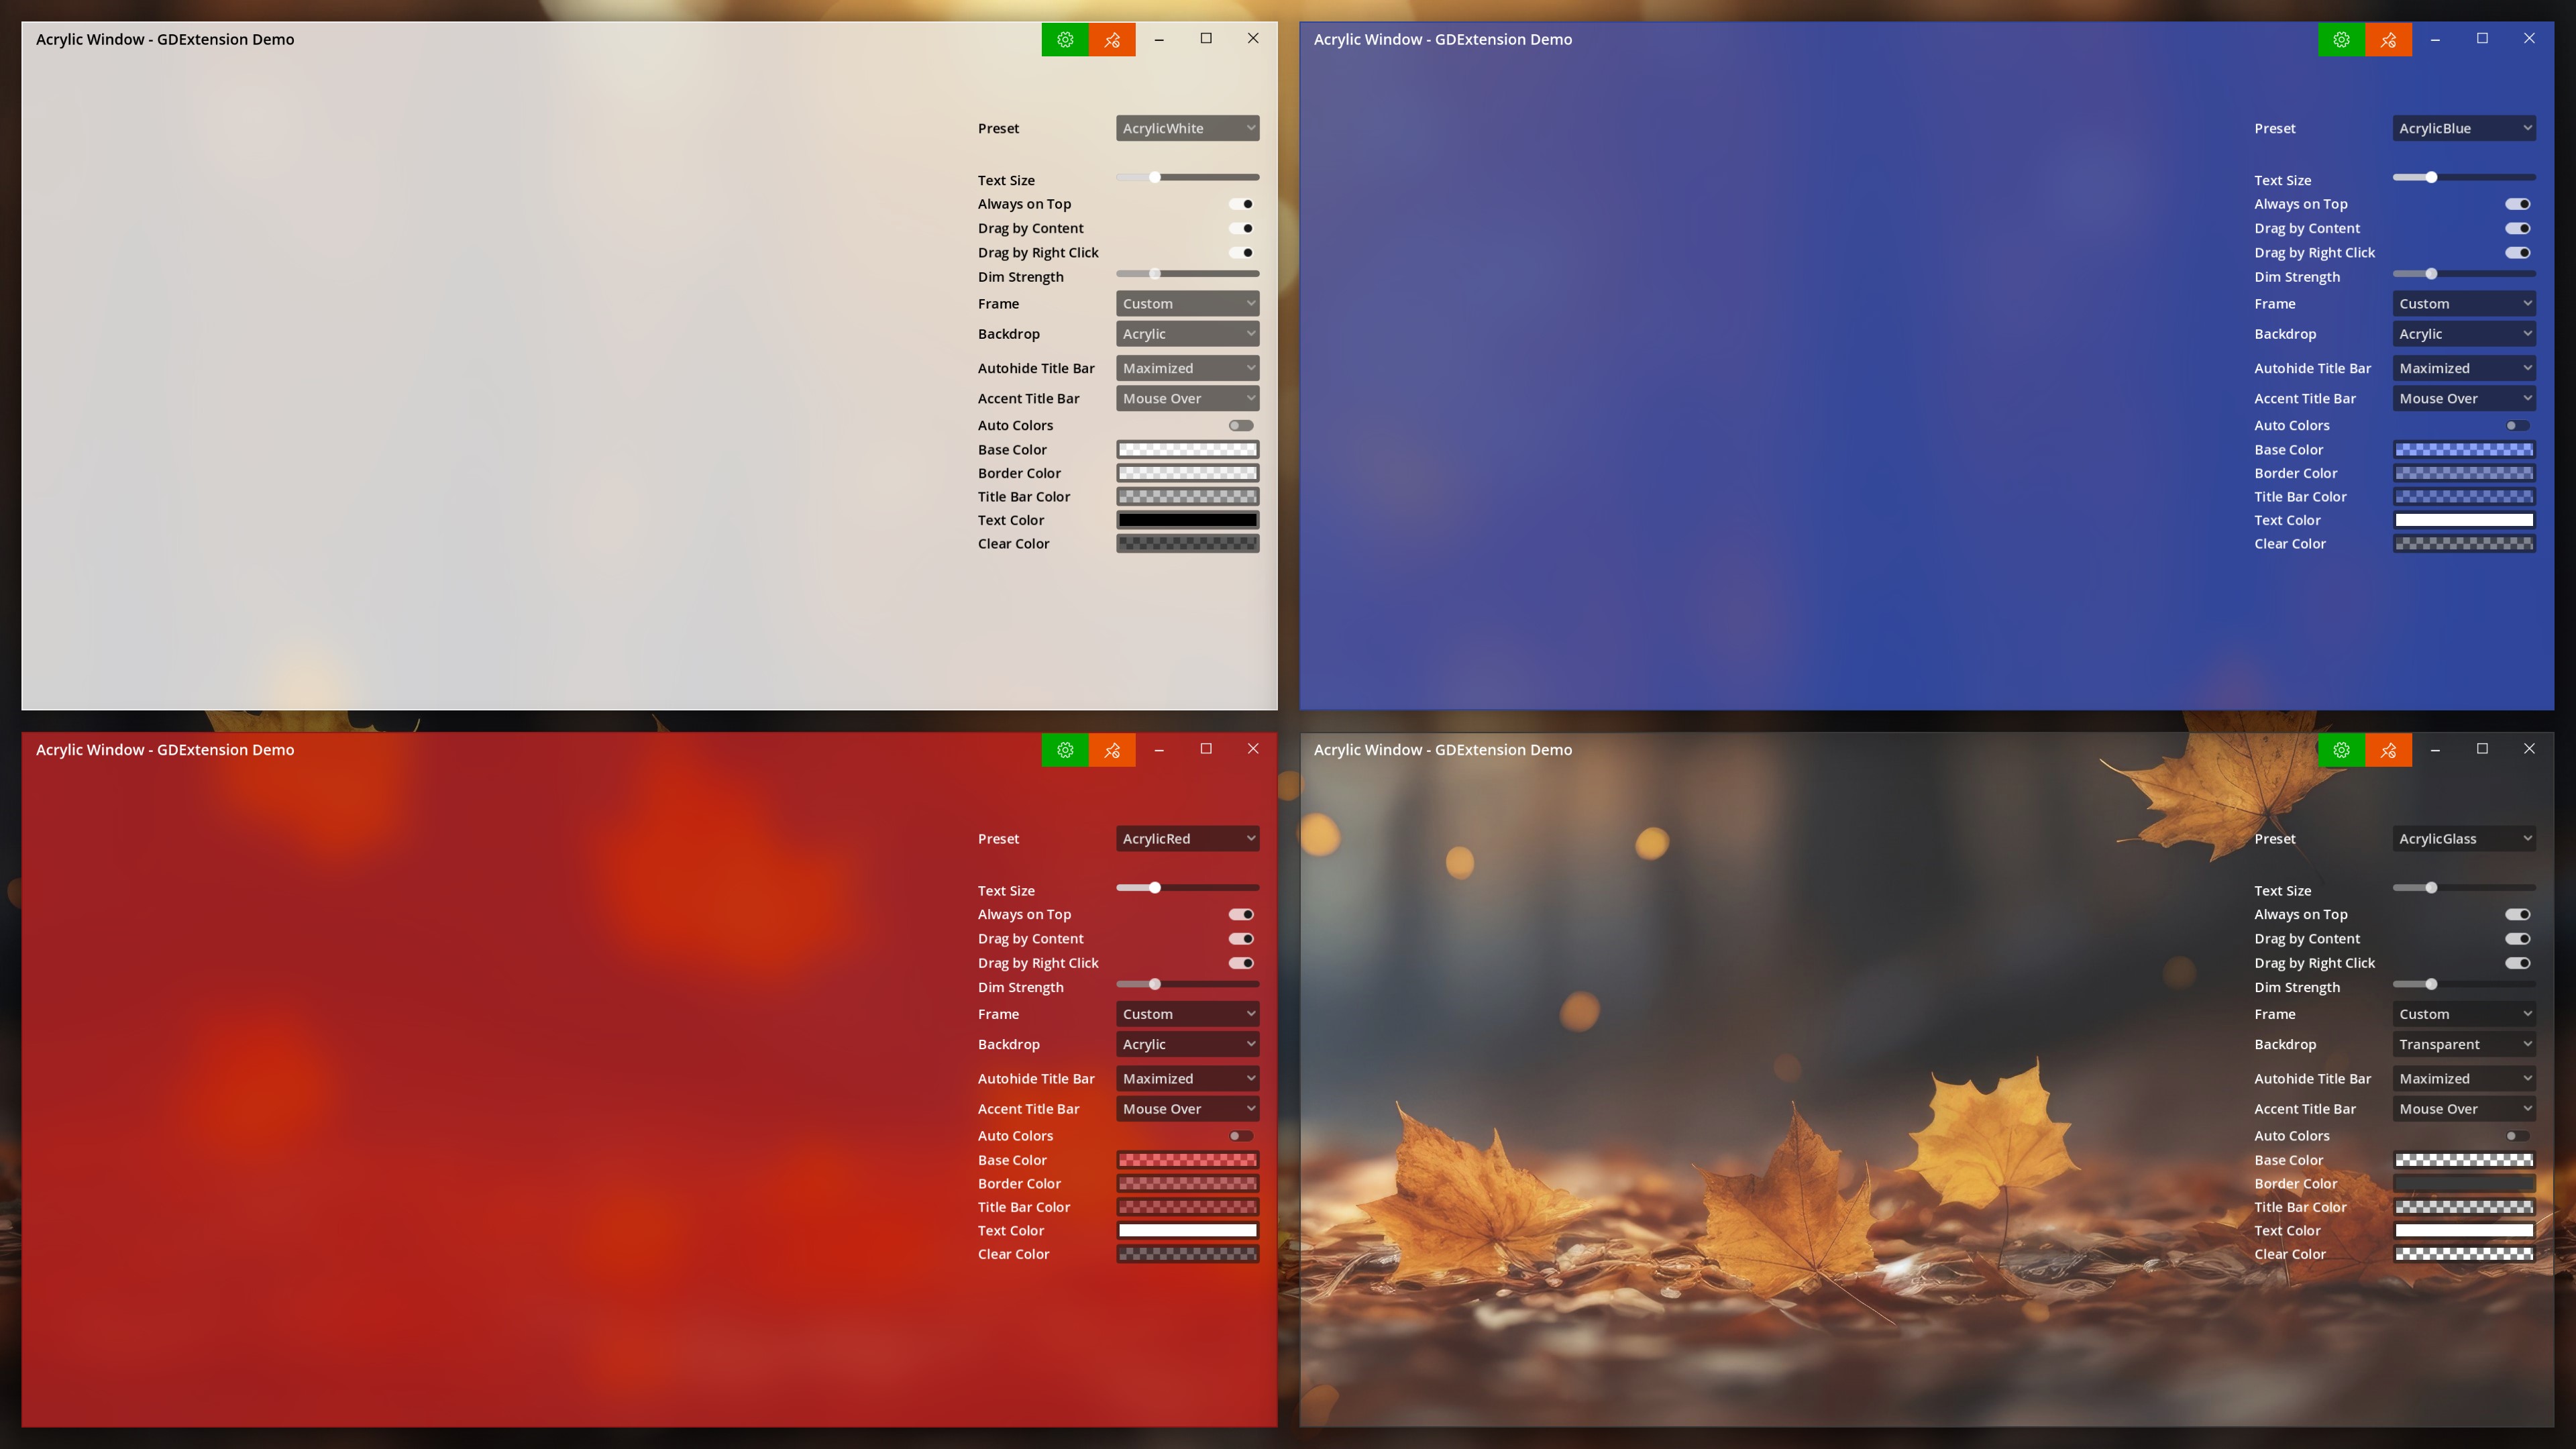 Acrylic Window - GDExtension Demo
Preset AcrylicWhite
Text Size
Always on Top
Drag by Content
Drag by Right Click
Dim Strength
Frame Custom
Backdrop Acrylic
Autohide Title Bar Maximized
Accent Title Bar Mouse Over
Auto Colors
Base Color
Border Color
Title Bar Color
Text Color
Clear Color
Acrylic Window - GDExtension Demo
Preset AcrylicBlue
Text Size
Always on Top
Drag by Content
Drag by Right Click
Dim Strength
Frame Custom
Backdrop Acrylic
Autohide Title Bar Maximized
Accent Title Bar Mouse Over
Auto Colors
Base Color
Border Color
Title Bar Color
Text Color
Clear Color
Acrylic Window - GDExtension Demo
Preset AcrylicRed
Text Size
Always on Top
Drag by Content
Drag by Right Click
Dim Strength
Frame Custom
Backdrop Acrylic
Autohide Title Bar Maximized
Accent Title Bar Mouse Over
Auto Colors
Base Color
Border Color
Title Bar Color
Text Color
Clear Color
Acrylic Window - GDExtension Demo
Preset AcrylicGlass
Text Size
Always on Top
Drag by Content
Drag by Right Click
Dim Strength
Frame Custom
Backdrop Transparent
Autohide Title Bar Maximized
Accent Title Bar Mouse Over
Auto Colors
Base Color
Border Color
Title Bar Color
Text Color
Clear Color